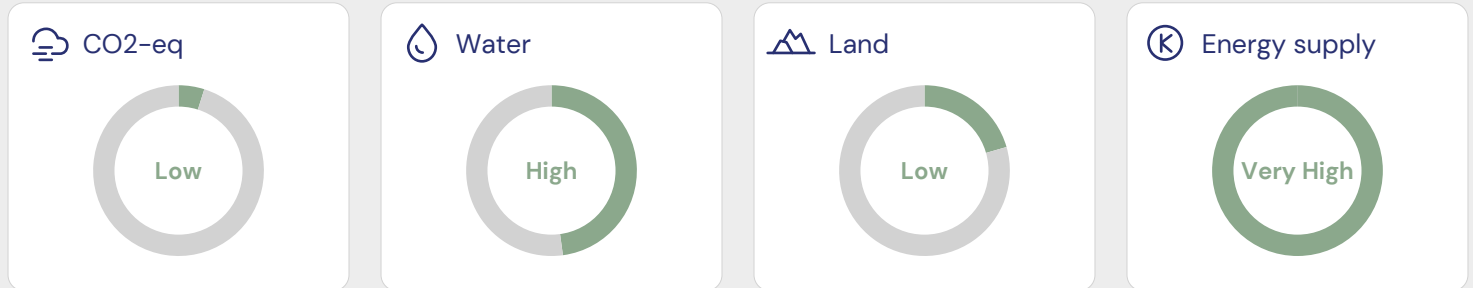 CO2-eq
Low
Water
High
Land
Low
Energy supply
Very High